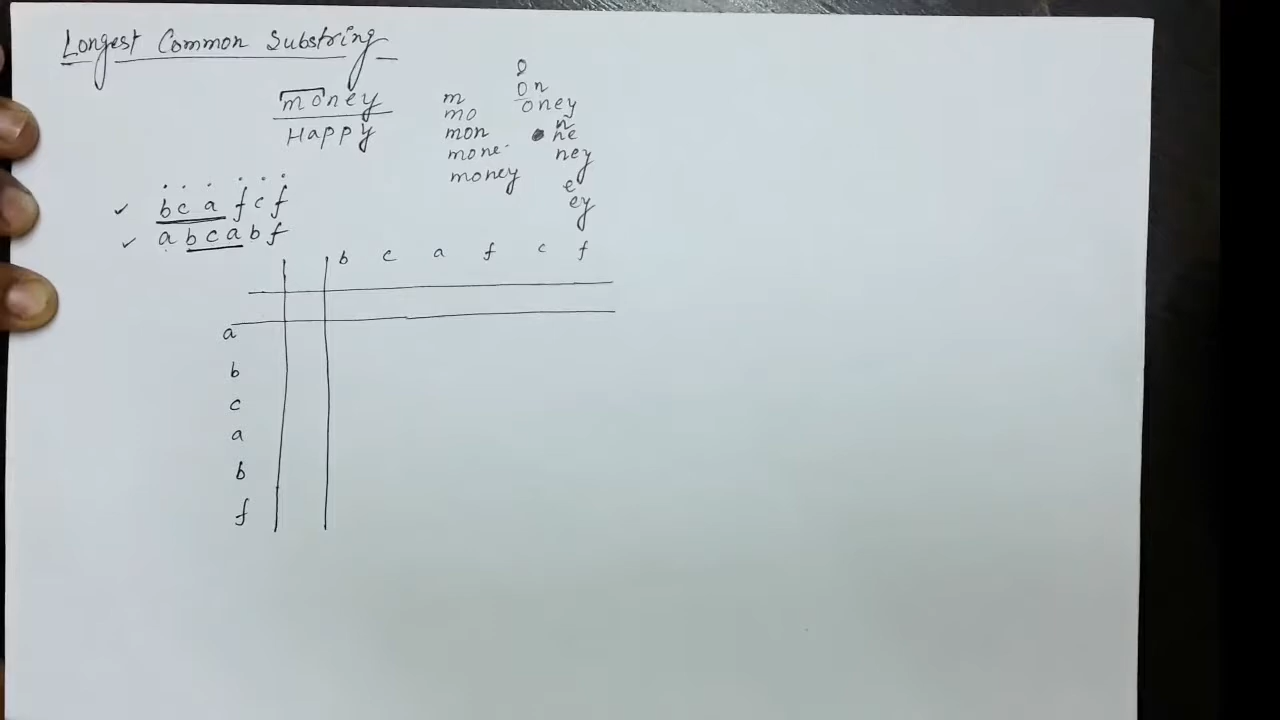 Longest Common Substring
money
Happy
m
mo
mon
mone
money
o
on
oney
n
ne
ney
e
ey
✓ bcafcf
✓ abcabf
b c a f c f
a
b
c
a
b
f